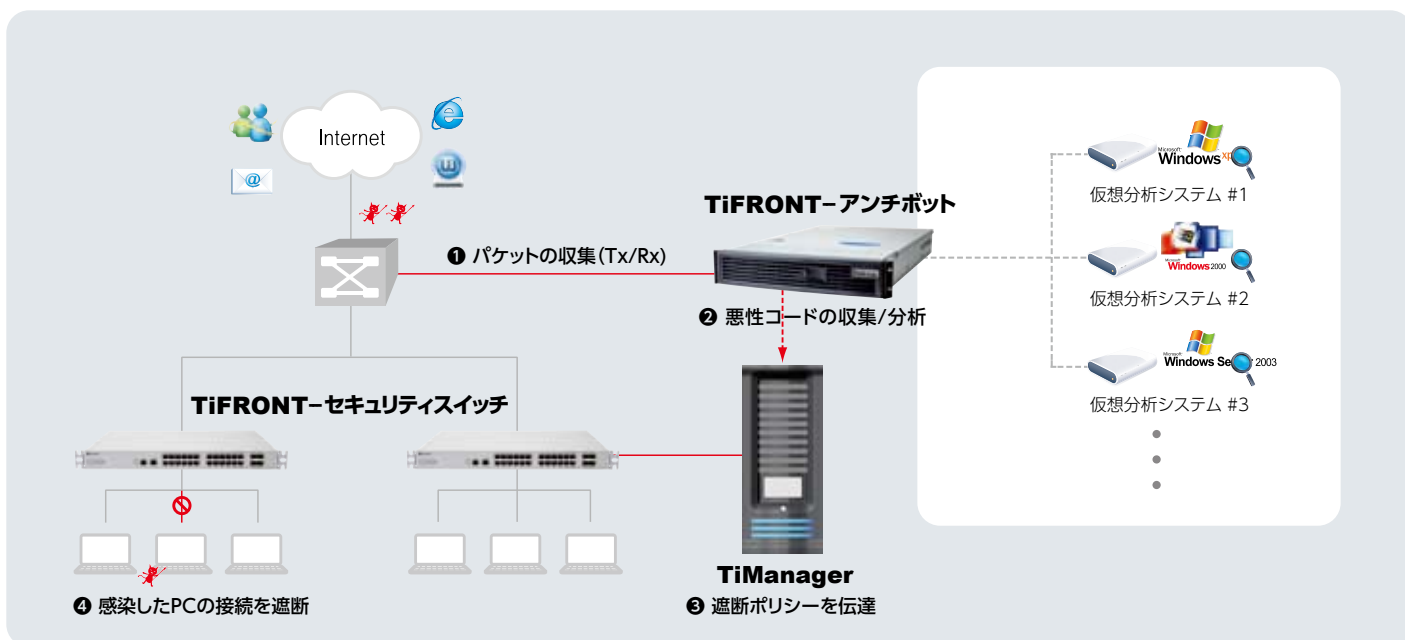 Internet
@
TiFRONT-アンチボット
❶ パケットの収集(Tx/Rx)
❷ 悪性コードの収集/分析
Microsoft
Windows xp
仮想分析システム #1
Microsoft
Windows 2000
仮想分析システム #2
Microsoft
Windows Se 2003
仮想分析システム #3
TiFRONT-セキュリティスイッチ
TiManager
❸ 遮断ポリシーを伝達
❹ 感染したPCの接続を遮断